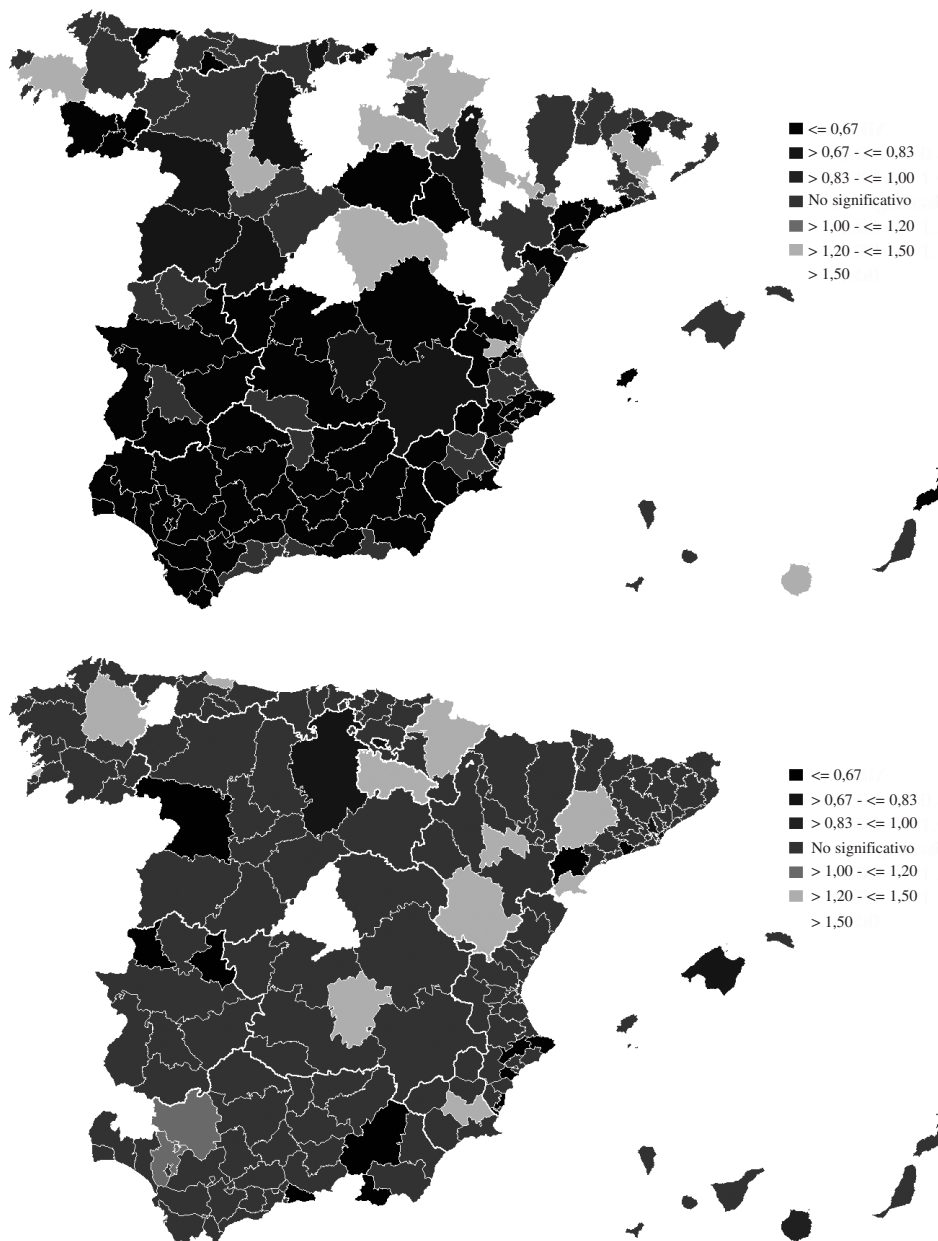 <= 0,67
> 0,67 - <= 0,83
> 0,83 - <= 1,00
No significativo
> 1,00 - <= 1,20
> 1,20 - <= 1,50
> 1,50
<= 0,67
> 0,67 - <= 0,83
> 0,83 - <= 1,00
No significativo
> 1,00 - <= 1,20
> 1,20 - <= 1,50
> 1,50